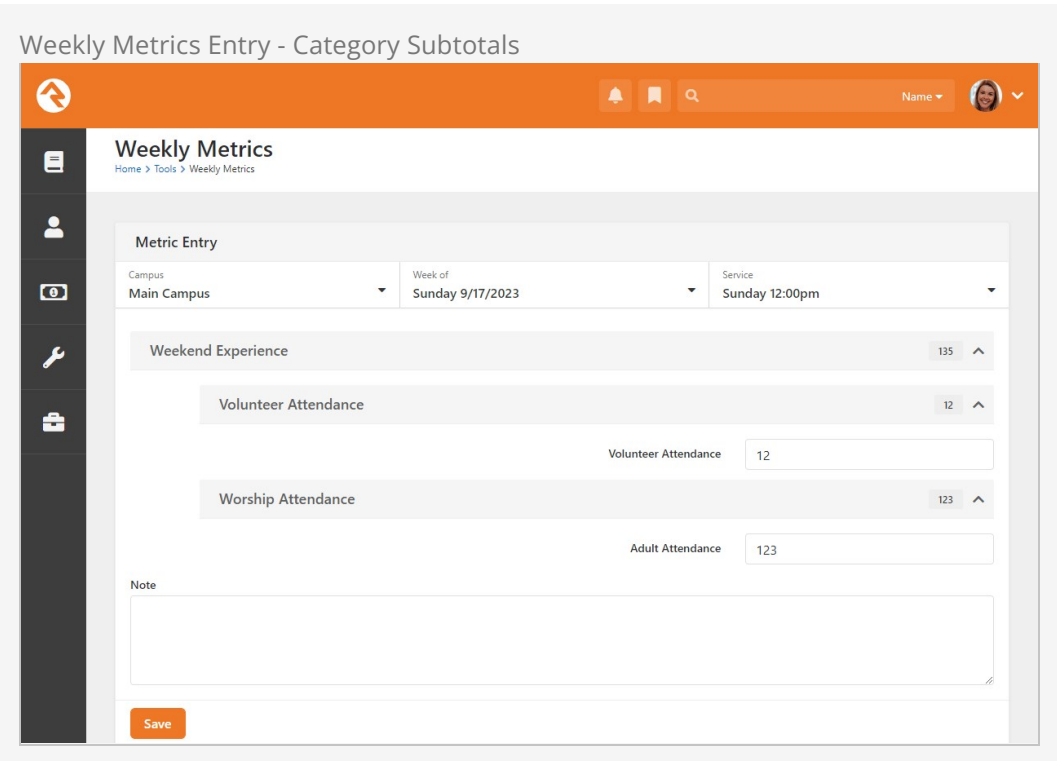 Weekly Metrics Entry - Category Subtotals
Name
Weekly Metrics
Home > Tools > Weekly Metrics
Metric Entry
Campus Week of Service
Main Campus Sunday 9/17/2023 Sunday 12:00pm
Weekend Experience 135
Volunteer Attendance 12
Volunteer Attendance 12
Worship Attendance 123
Adult Attendance 123
Note
Save